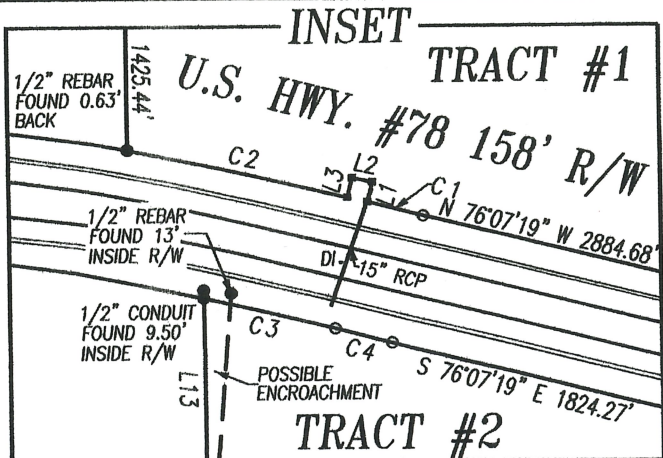 INSET
TRACT #1
U.S. HWY. #78 158' R/W
1/2" REBAR
FOUND 0.63'
BACK
1425.44'
C2
L3
L2
L1
C1
N 76°07'19" W 2884.68'
1/2" REBAR
FOUND 13'
INSIDE R/W
DI
15" RCP
1/2" CONDUIT
FOUND 9.50'
INSIDE R/W
C3
C4
S 76°07'19" E 1824.27'
L13
POSSIBLE
ENCROACHMENT
TRACT #2